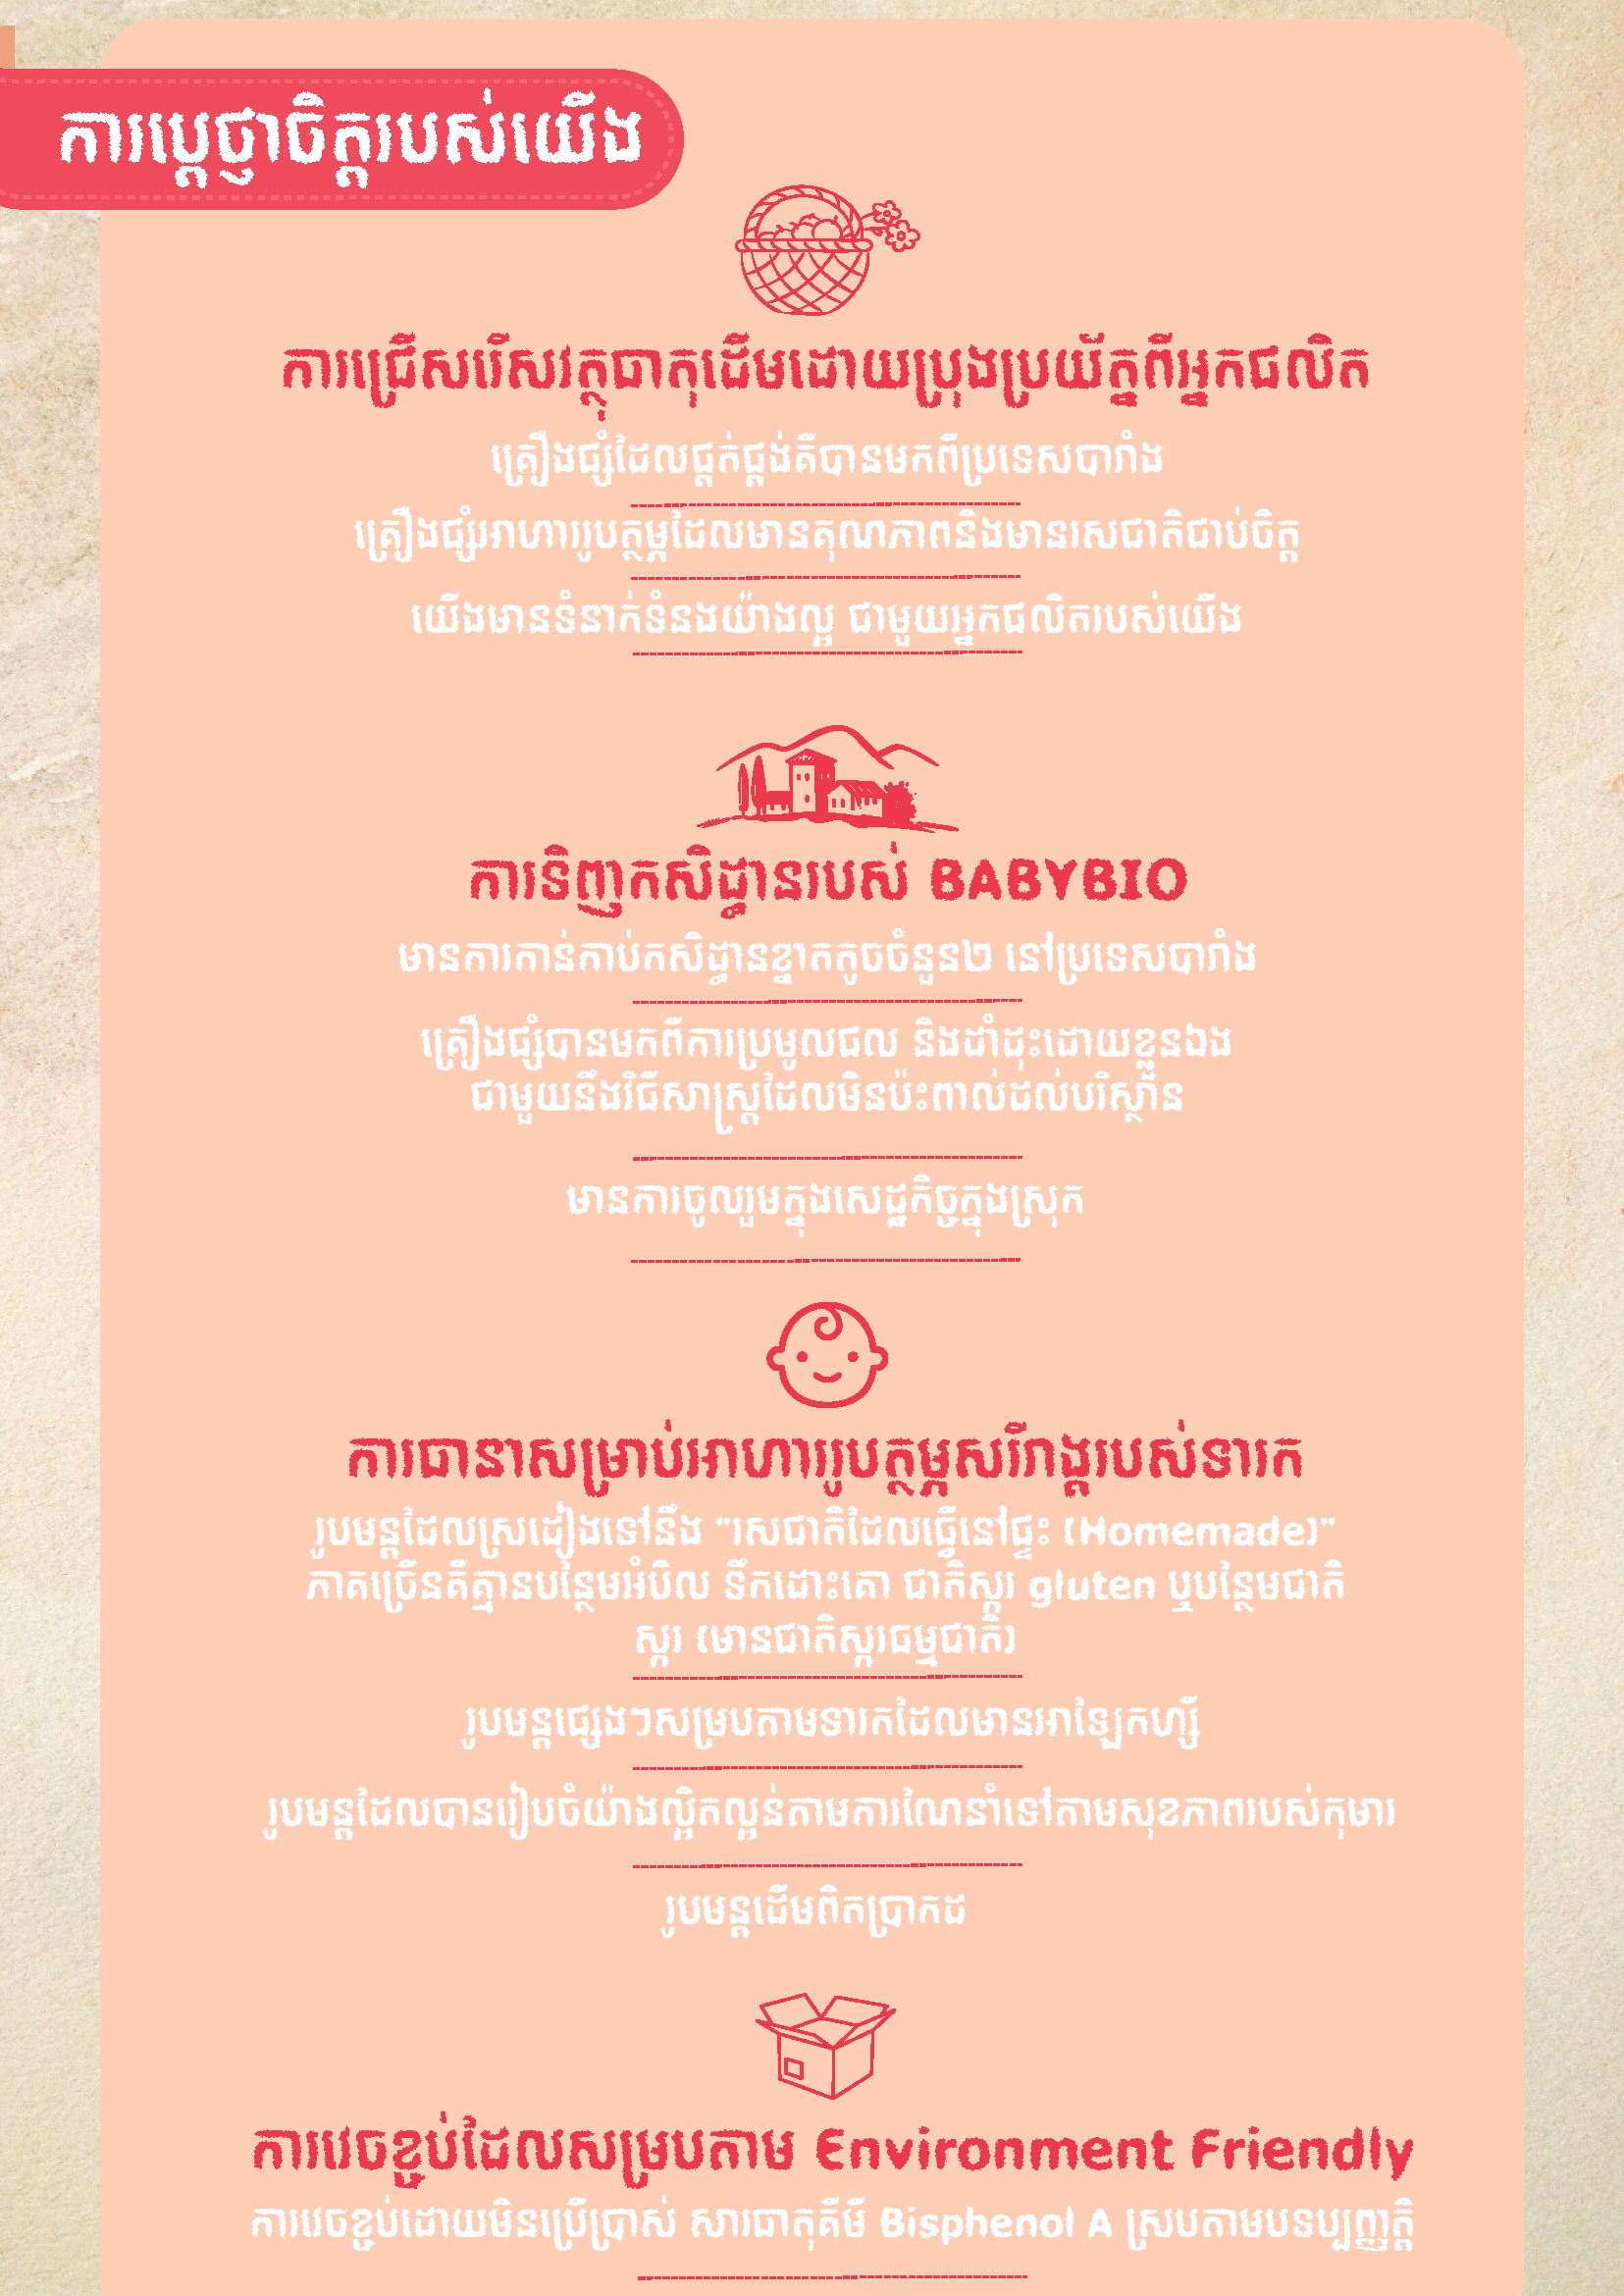 ការប្តេជ្ញាចិត្តរបស់យើង
ការជ្រើសរើសវត្ថុធាតុដើមដោយប្រុងប្រយ័ត្នពីអ្នកផលិត
គ្រឿងផ្សំដែលផ្គត់ផ្គង់គឺបានមកពីប្រទេសបារាំង
គ្រឿងផ្សំអាហាររូបត្ថម្ភដែលមានគុណភាពនិងមានរសជាតិជាប់ចិត្ត
យើងមានទំនាក់ទំនងយ៉ាងល្អ ជាមួយអ្នកផលិតរបស់យើង
ការទិញកសិដ្ឋានរបស់ BABYBIO
មានការកាន់កាប់កសិដ្ឋានខ្នាតតូចចំនួន២ នៅប្រទេសបារាំង
គ្រឿងផ្សំបានមកពីការប្រមូលផល និងដាំដុះដោយខ្លួនឯង
ជាមួយនឹងវិធីសាស្ត្រដែលមិនប៉ះពាល់ដល់បរិស្ថាន
មានការចូលរួមក្នុងសេដ្ឋកិច្ចក្នុងស្រុក
ការធានាសម្រាប់អាហាររូបត្ថម្ភសរីរាង្គរបស់ទារក
រូបមន្តដែលស្រដៀងទៅនឹង "រសជាតិដែលធ្វើនៅផ្ទះ (Homemade)"
ភាគច្រើនគឺគ្មានបន្ថែមអំបិល ទឹកដោះគោ ជាតិស្ករ gluten ឬបន្ថែមជាតិ
ស្ករ (មានជាតិស្ករធម្មជាតិ)
រូបមន្តផ្សេងៗសម្របតាមទារកដែលមានអាឡែកហ្ស៊ី
រូបមន្តដែលបានរៀបចំយ៉ាងល្អិតល្អន់តាមការណែនាំទៅតាមសុខភាពរបស់កុមារ
រូបមន្តដើមពិតប្រាកដ
ការវេចខ្ចប់ដែលសម្របតាម Environment Friendly
ការវេចខ្ចប់ដោយមិនប្រើប្រាស់ សារធាតុគីមី Bisphenol A ស្របតាមបទប្បញ្ញត្តិ